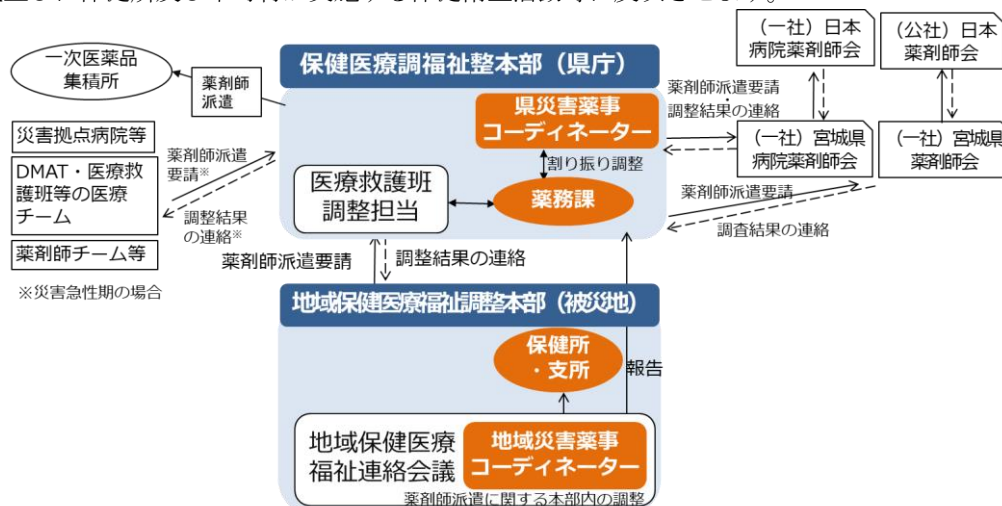 一次医薬品
集積所
薬剤師
派遣
保健医療調福祉整本部（県庁）
県災害薬事
コーディネーター
割り振り調整
医療救護班
調整担当
薬務課
（一社）日本
病院薬剤師会
（公社）日本
薬剤師会
薬剤師派遣要請
調整結果の連絡
（一社）宮城県
病院薬剤師会
（一社）宮城県
薬剤師会
薬剤師派遣要請
調査結果の連絡
災害拠点病院等
DMAT・医療救
護班等の医療
チーム
薬剤師チーム等
※災害急性期の場合
薬剤師派遣
要請※
調整結果
の連絡※
薬剤師派遣要請
調整結果の連絡
地域保健医療福祉調整本部（被災地）
保健所
・支所
報告
地域保健医療
福祉連絡会議
地域災害薬事
コーディネーター
薬剤師派遣に関する本部内の調整